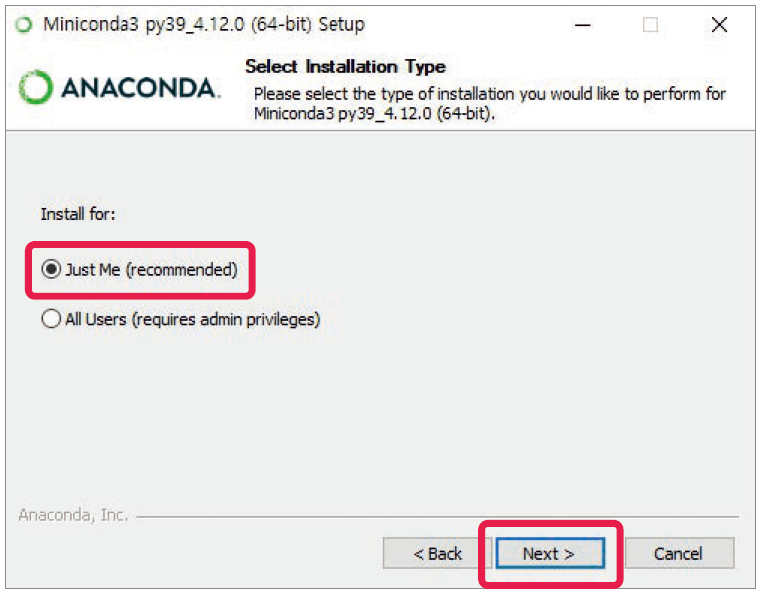 Miniconda3 py39_4.12.0 (64-bit) Setup
ANACONDA.
Select Installation Type
Please select the type of installation you would like to perform for
Miniconda3 py39_4.12.0 (64-bit).
Install for:
Just Me (recommended)
All Users (requires admin privileges)
Anaconda, Inc.
< Back
Next >
Cancel